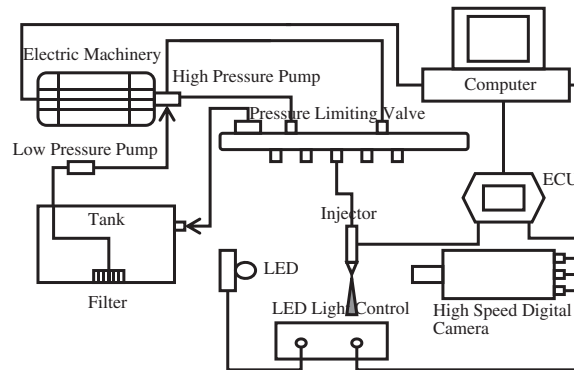 Electric Machinery
High Pressure Pump
Computer
Pressure Limiting Valve
Low Pressure Pump
ECU
Tank
Injector
LED
Filter
LED Light Control
High Speed Digital
Camera